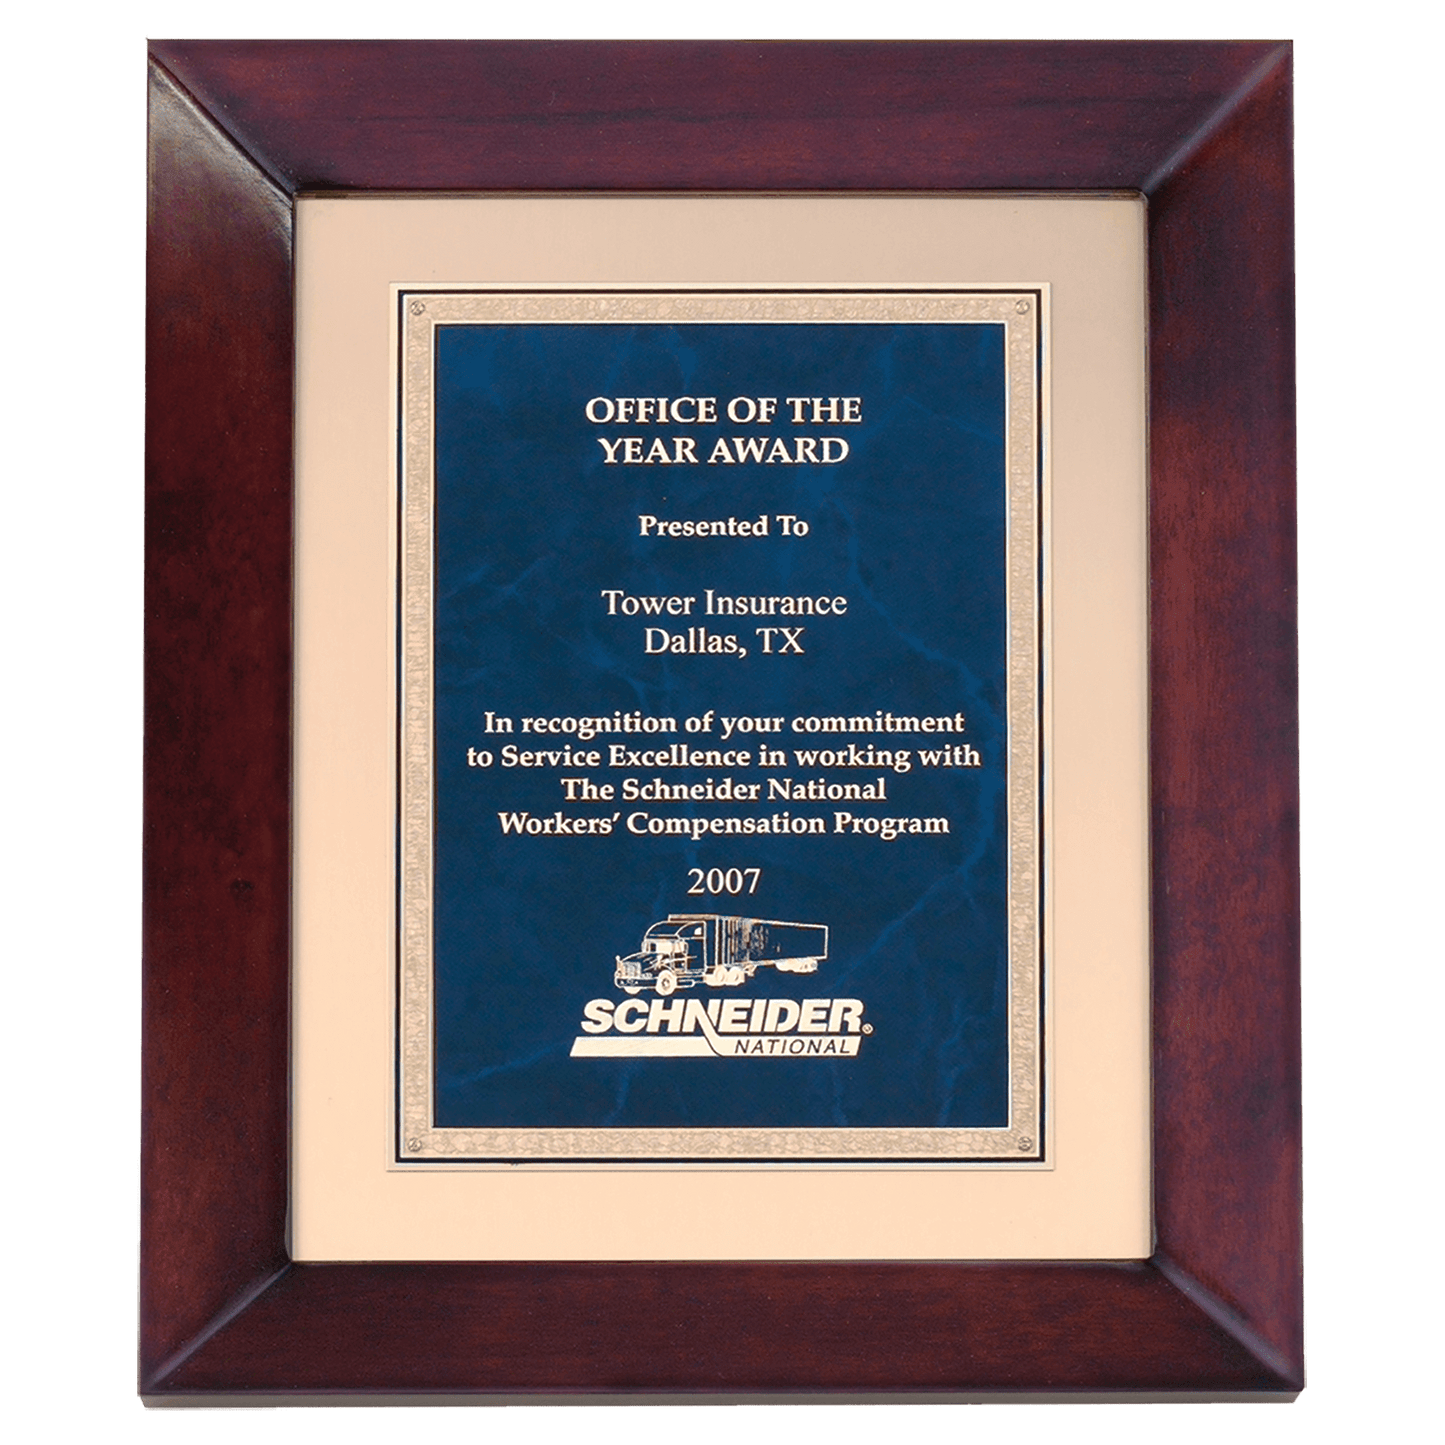 OFFICE OF THE
YEAR AWARD
Presented To
Tower Insurance
Dallas, TX
In recognition of your commitment
to Service Excellence in working with
The Schneider National
Workers’ Compensation Program
2007
SCHNEIDER®
NATIONAL